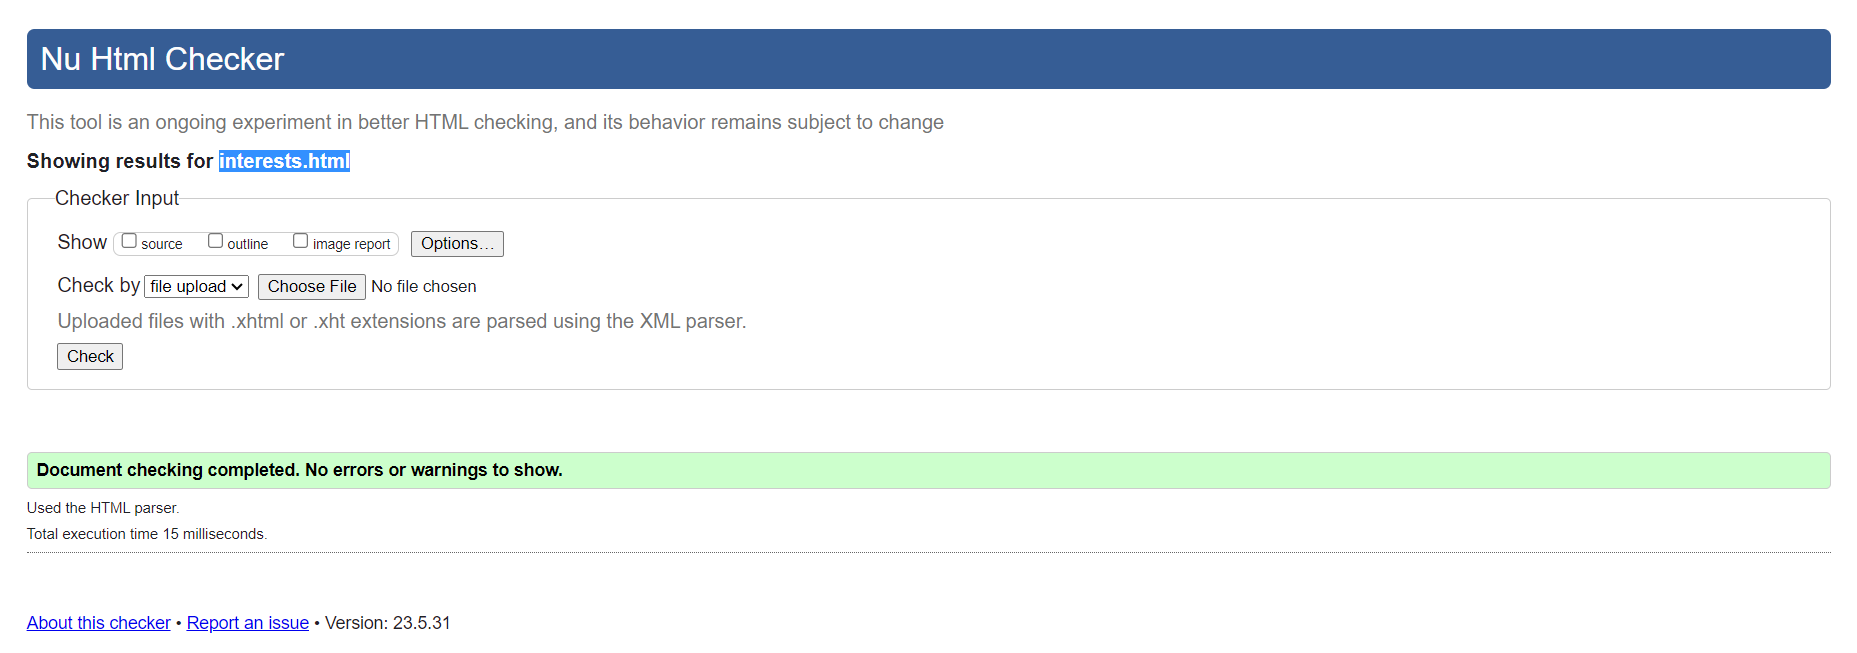 Nu Html Checker
This tool is an ongoing experiment in better HTML checking, and its behavior remains subject to change
Showing results for interests.html
Checker Input
Show source outline image report Options...
Check by file upload Choose File No file chosen
Uploaded files with .xhtml or .xht extensions are parsed using the XML parser.
Check
Document checking completed. No errors or warnings to show.
Used the HTML parser.
Total execution time 15 milliseconds.
About this checker • Report an issue • Version: 23.5.31